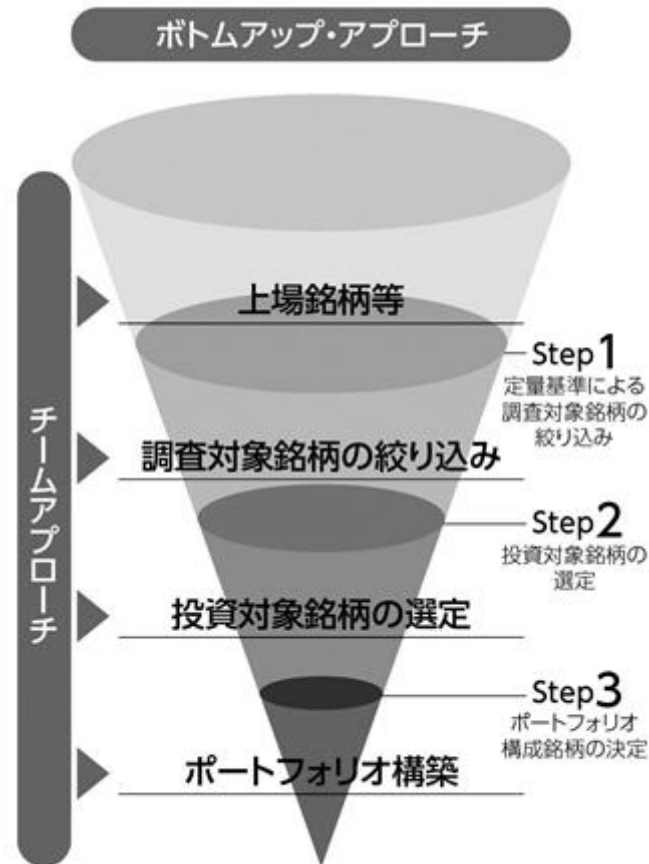 ボトムアップ・アプローチ
チームアプローチ
上場銘柄等
Step1
定量基準による
調査対象銘柄の
絞り込み
調査対象銘柄の絞り込み
Step2
投資対象銘柄の
選定
投資対象銘柄の選定
Step3
ポートフォリオ
構成銘柄の決定
ポートフォリオ構築